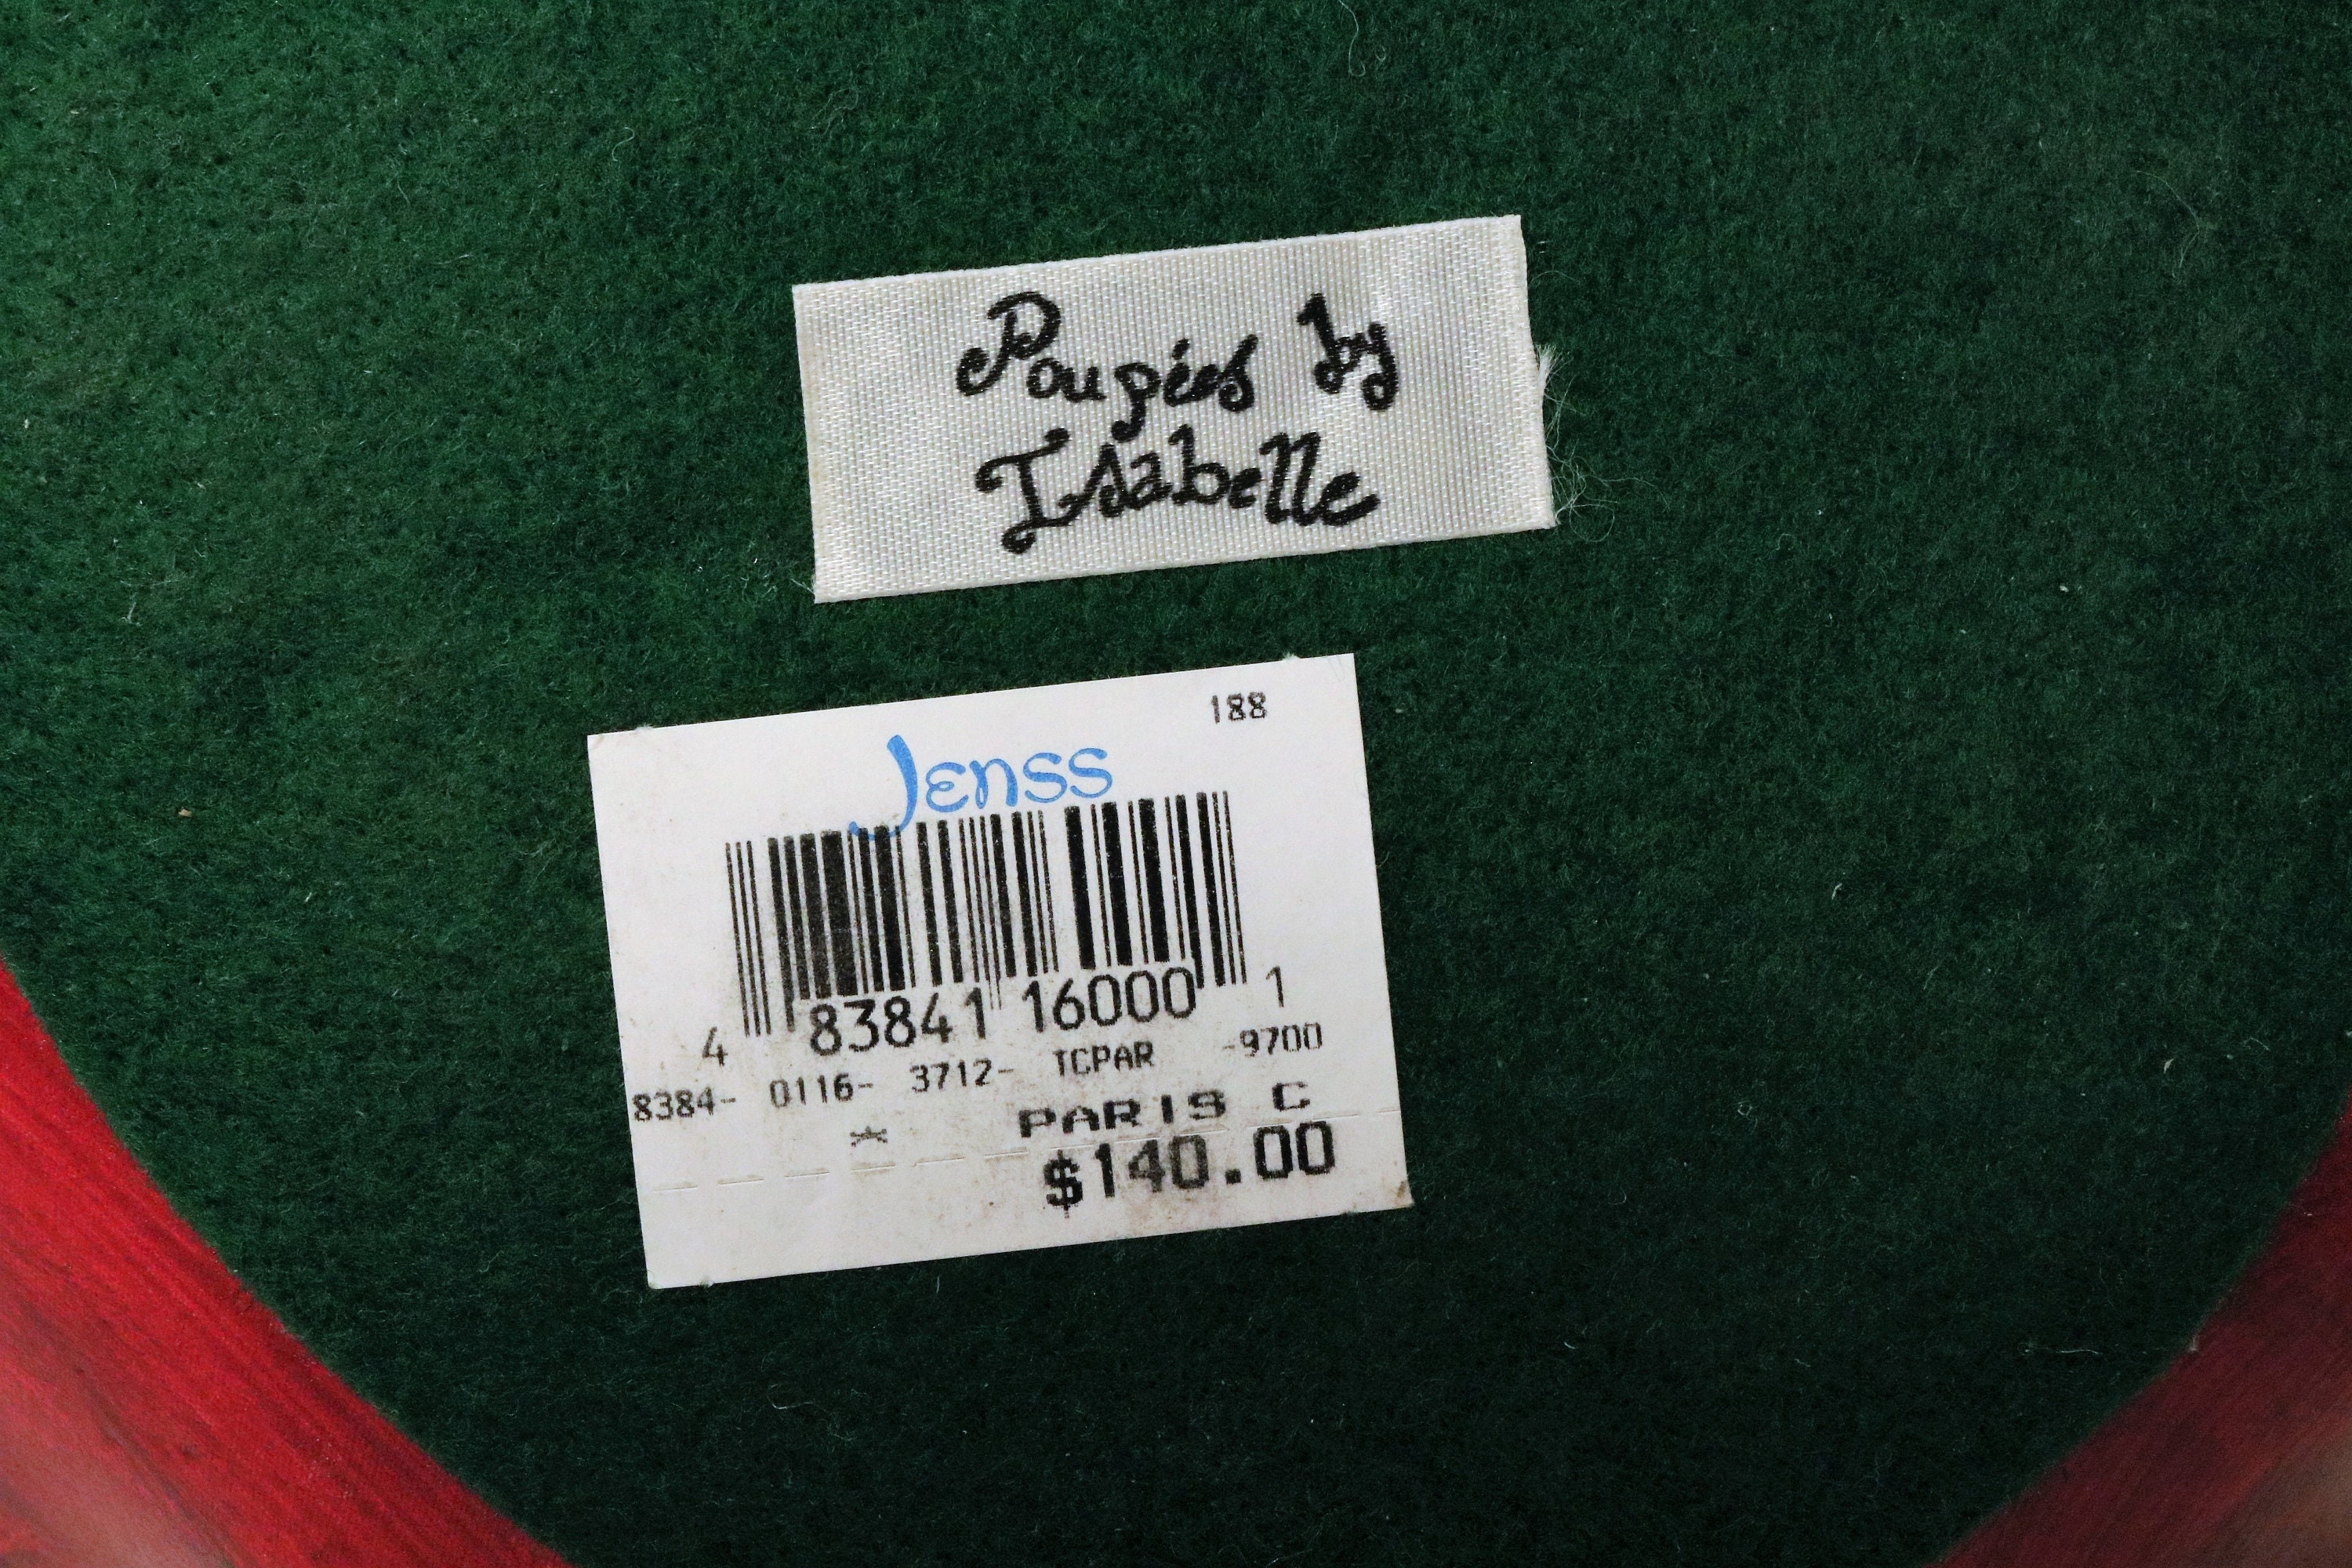 Poupées by
Isabelle
188
Jenss
4 83841 16000 1
8384- 0116- 3712- TCPAR -9700
* PARIS C
$140.00